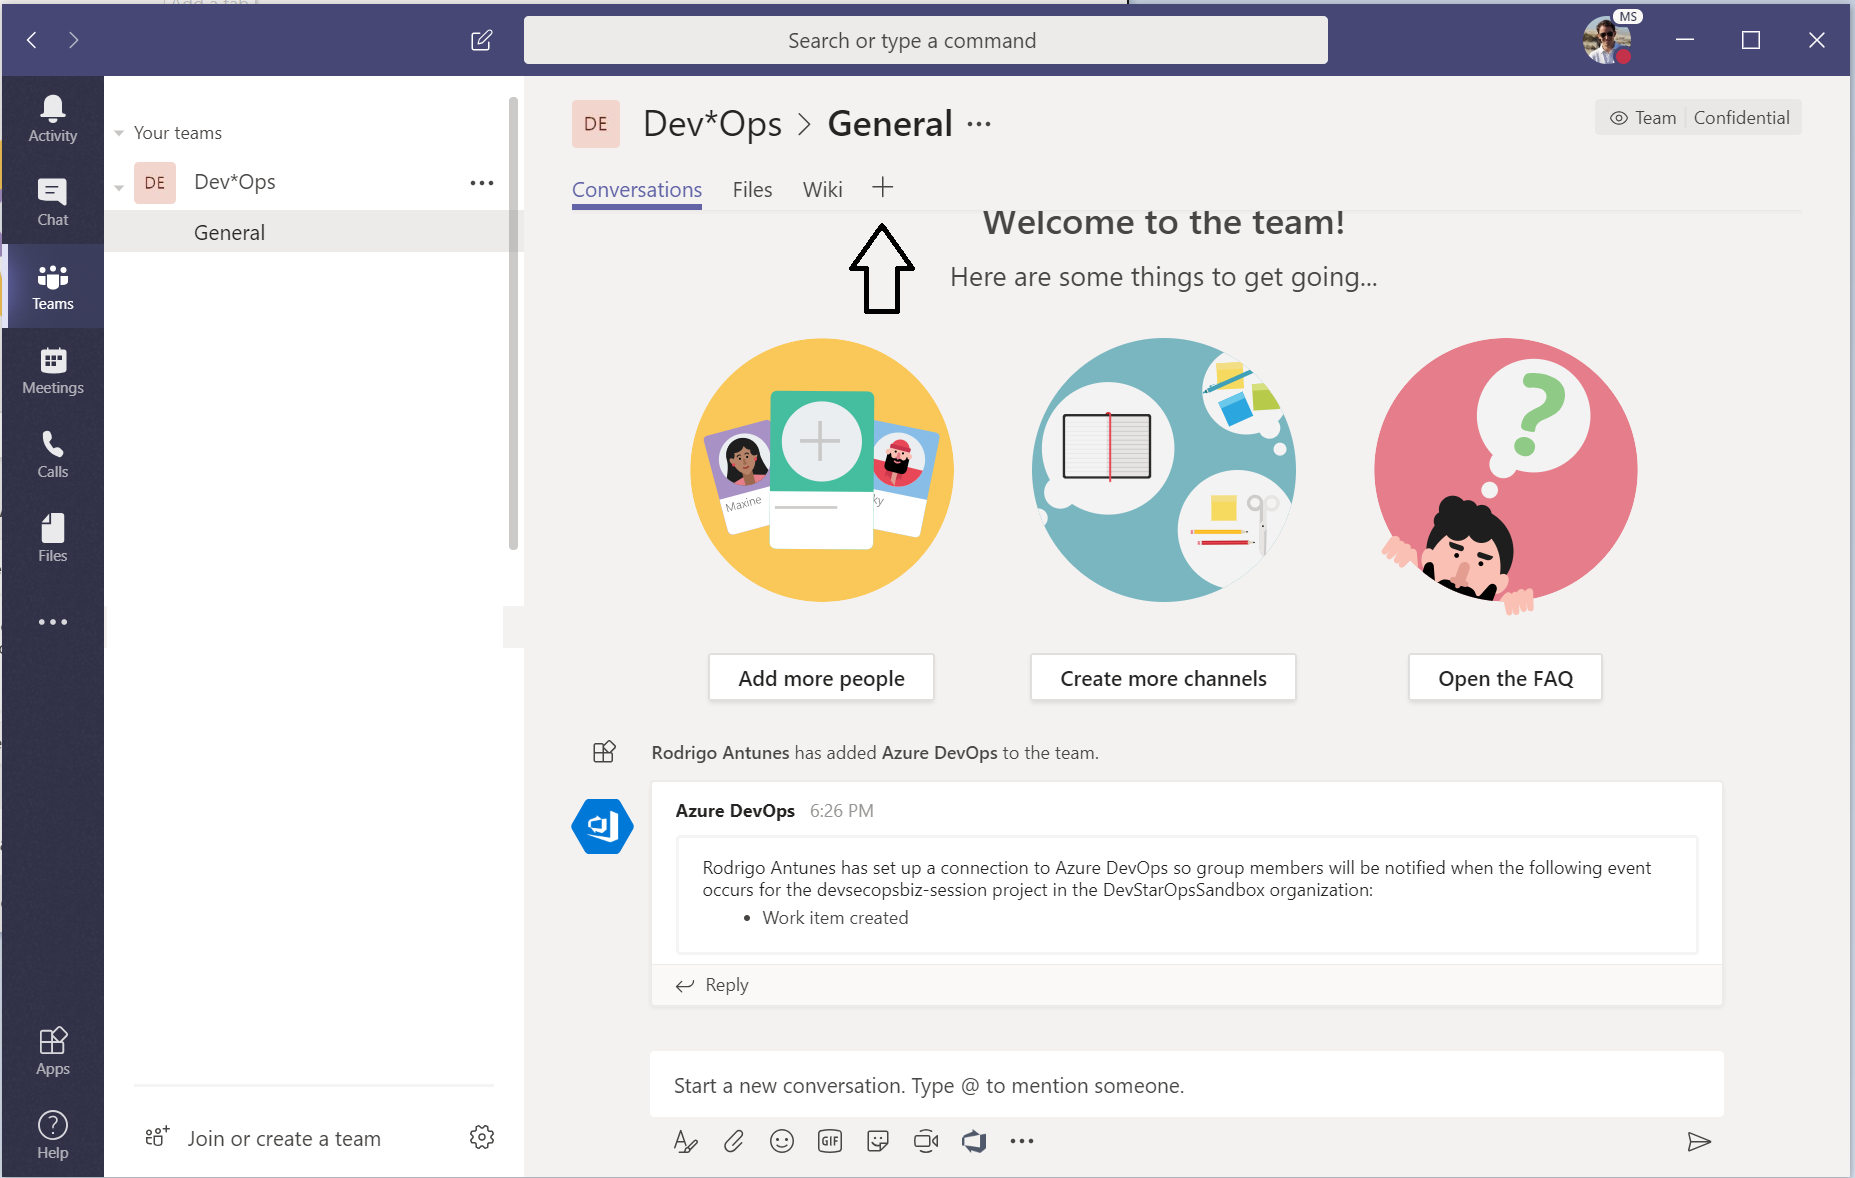 Search or type a command
MS
Activity
Chat
Teams
Meetings
Calls
Files
Apps
Help
Your teams
DE Dev*Ops
General
Join or create a team
DE Dev*Ops > General
Team Confidential
Conversations Files Wiki
Welcome to the team!
Here are some things to get going...
Maxine
ky
Add more people
Create more channels
Open the FAQ
Rodrigo Antunes has added Azure DevOps to the team.
Azure DevOps 6:26 PM
Rodrigo Antunes has set up a connection to Azure DevOps so group members will be notified when the following event
occurs for the devsecopsbiz-session project in the DevStarOpsSandbox organization:
• Work item created
Reply
Start a new conversation. Type @ to mention someone.
GIF